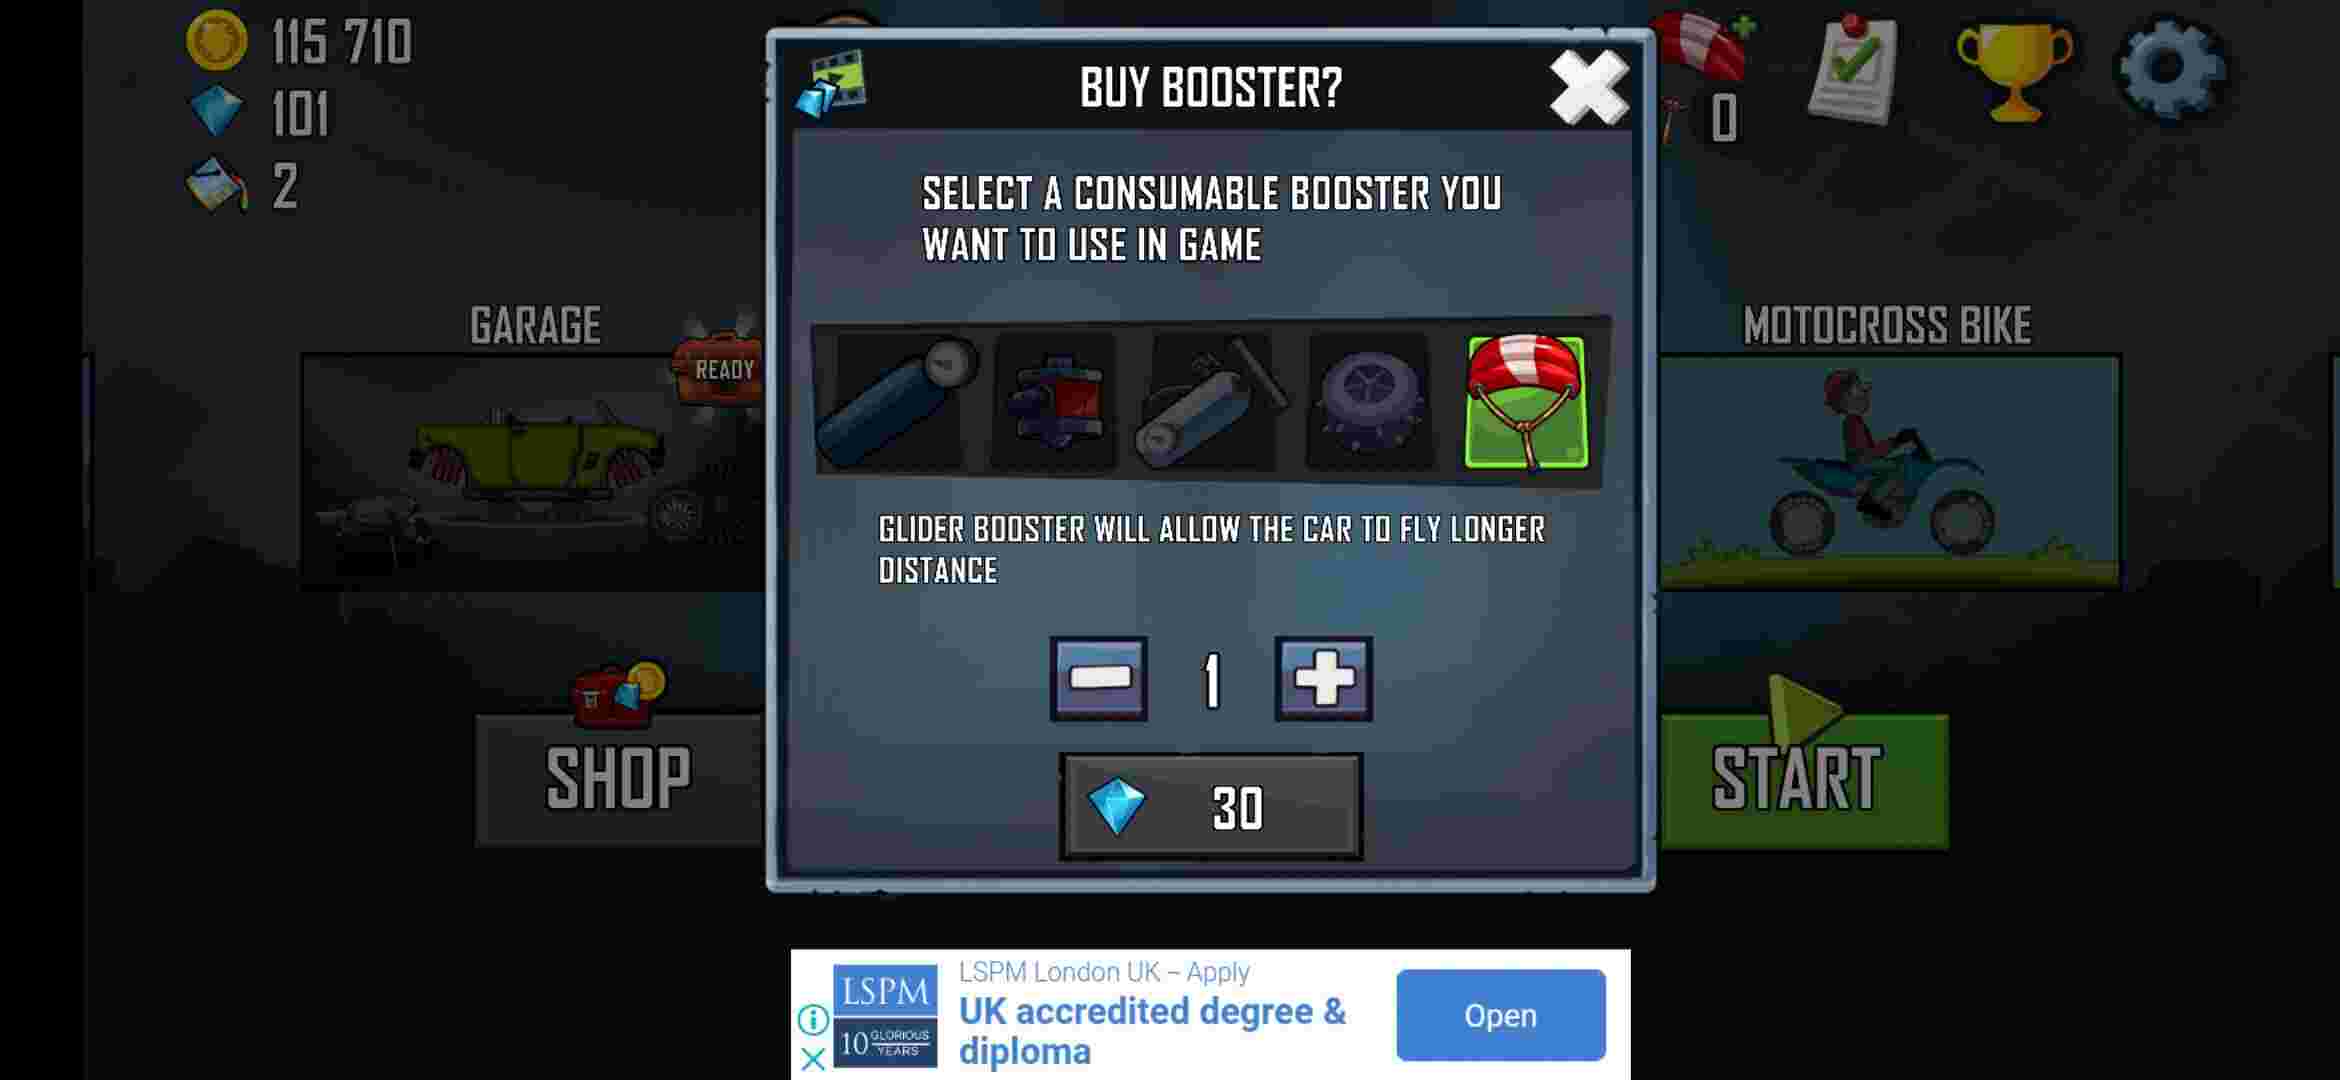 115 710
101
2
BUY BOOSTER?
0
SELECT A CONSUMABLE BOOSTER YOU
WANT TO USE IN GAME
GARAGE
READY
MOTOCROSS BIKE
GLIDER BOOSTER WILL ALLOW THE CAR TO FLY LONGER
DISTANCE
1
SHOP
30
START
LSPM
10 GLORIOUS
YEARS
LSPM London UK – Apply
UK accredited degree &
diploma
Open